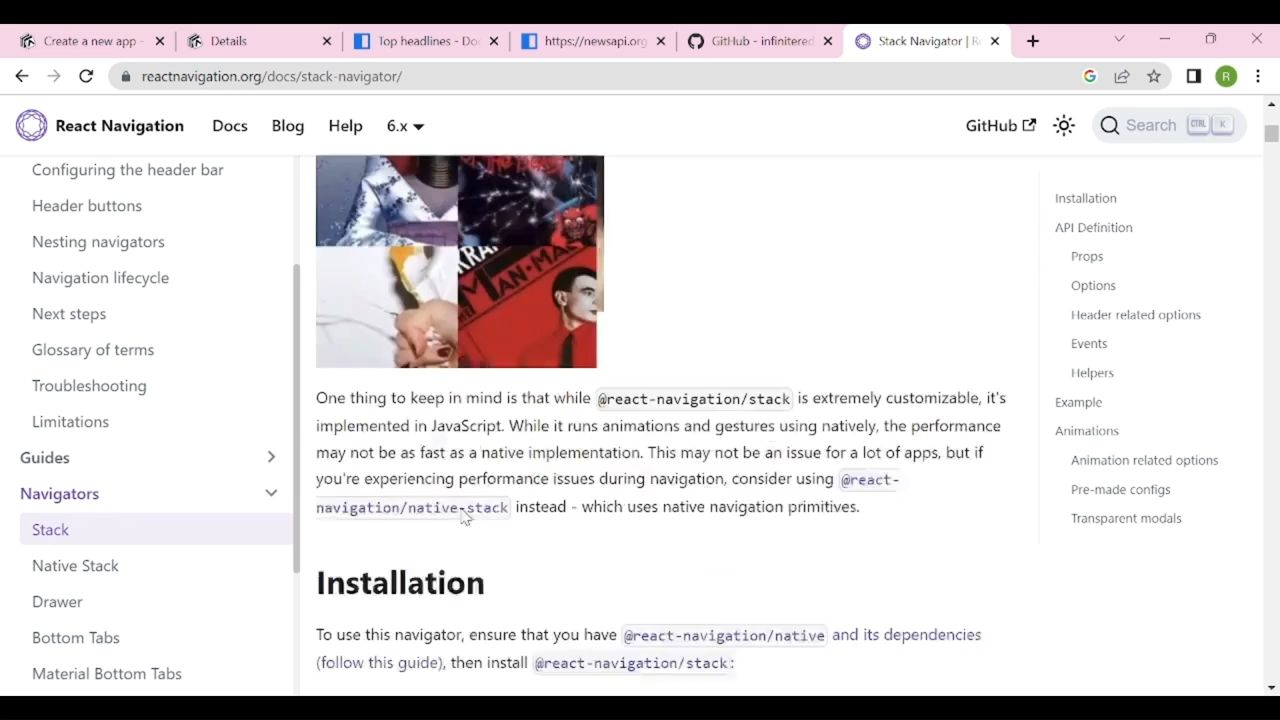 Create a new app -
Details
Top headlines - Do
https://newsapi.org
GitHub - infinitered
Stack Navigator | R
reactnavigation.org/docs/stack-navigator/
R
React Navigation
Docs
Blog
Help
6.x
GitHub
Search
CTRL
K
Configuring the header bar
Header buttons
Nesting navigators
Navigation lifecycle
Next steps
Glossary of terms
Troubleshooting
Limitations
Guides
Navigators
Stack
Native Stack
Drawer
Bottom Tabs
Material Bottom Tabs
MAN-MA
One thing to keep in mind is that while @react-navigation/stack is extremely customizable, it's
implemented in JavaScript. While it runs animations and gestures using natively, the performance
may not be as fast as a native implementation. This may not be an issue for a lot of apps, but if
you're experiencing performance issues during navigation, consider using @react-
navigation/native-stack instead - which uses native navigation primitives.
Installation
To use this navigator, ensure that you have @react-navigation/native and its dependencies
(follow this guide), then install @react-navigation/stack:
Installation
API Definition
Props
Options
Header related options
Events
Helpers
Example
Animations
Animation related options
Pre-made configs
Transparent modals